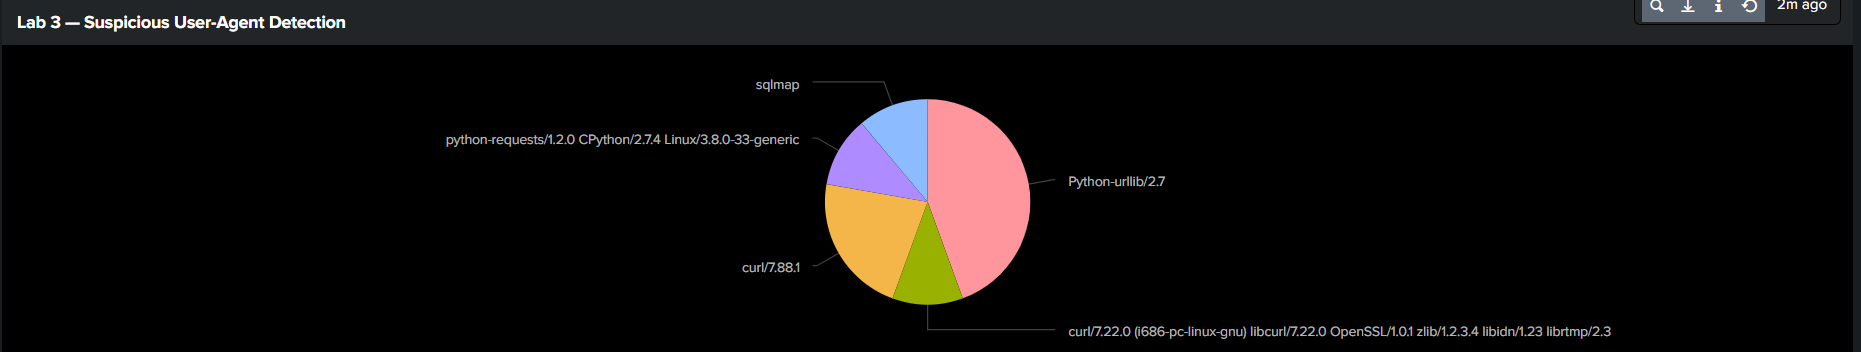 Lab 3 — Suspicious User-Agent Detection
2m ago
sqlmap
python-requests/1.2.0 CPython/2.7.4 Linux/3.8.0-33-generic
Python-urllib/2.7
curl/7.88.1
curl/7.22.0 (i686-pc-linux-gnu) libcurl/7.22.0 OpenSSL/1.0.1 zlib/1.2.3.4 libidn/1.23 librtmp/2.3